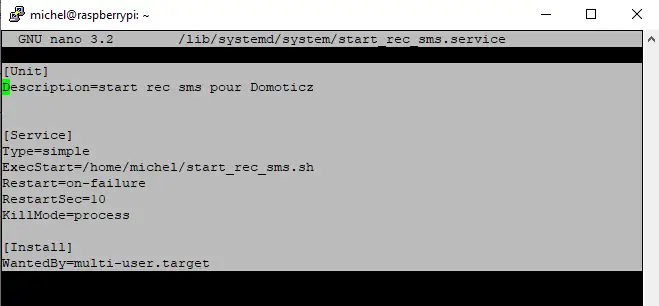 michel@raspberrypi: ~
GNU nano 3.2 /lib/systemd/system/start_rec_sms.service
[Unit]
Description=start rec sms pour Domoticz
[Service]
Type=simple
ExecStart=/home/michel/start_rec_sms.sh
Restart=on-failure
RestartSec=10
KillMode=process
[Install]
WantedBy=multi-user.target